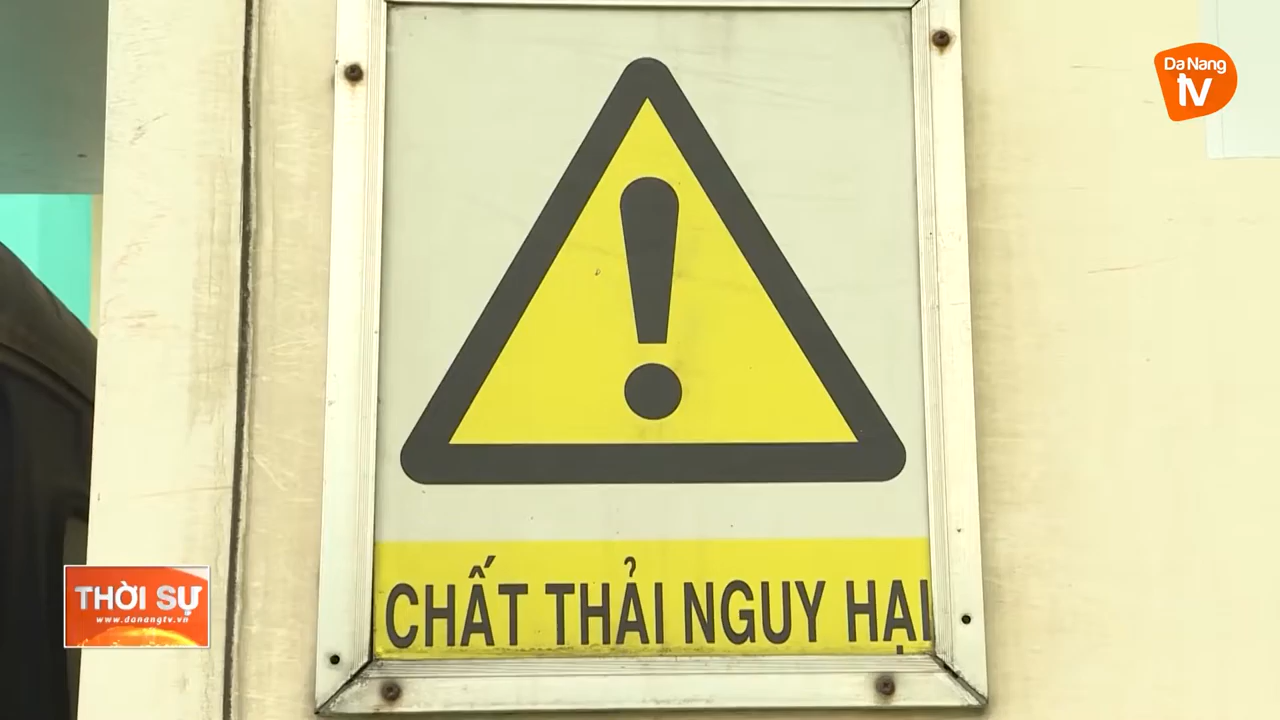 Da Nang
tv
CHẤT THẢI NGUY HẠI
THỜI SỰ
www.danangtv.vn